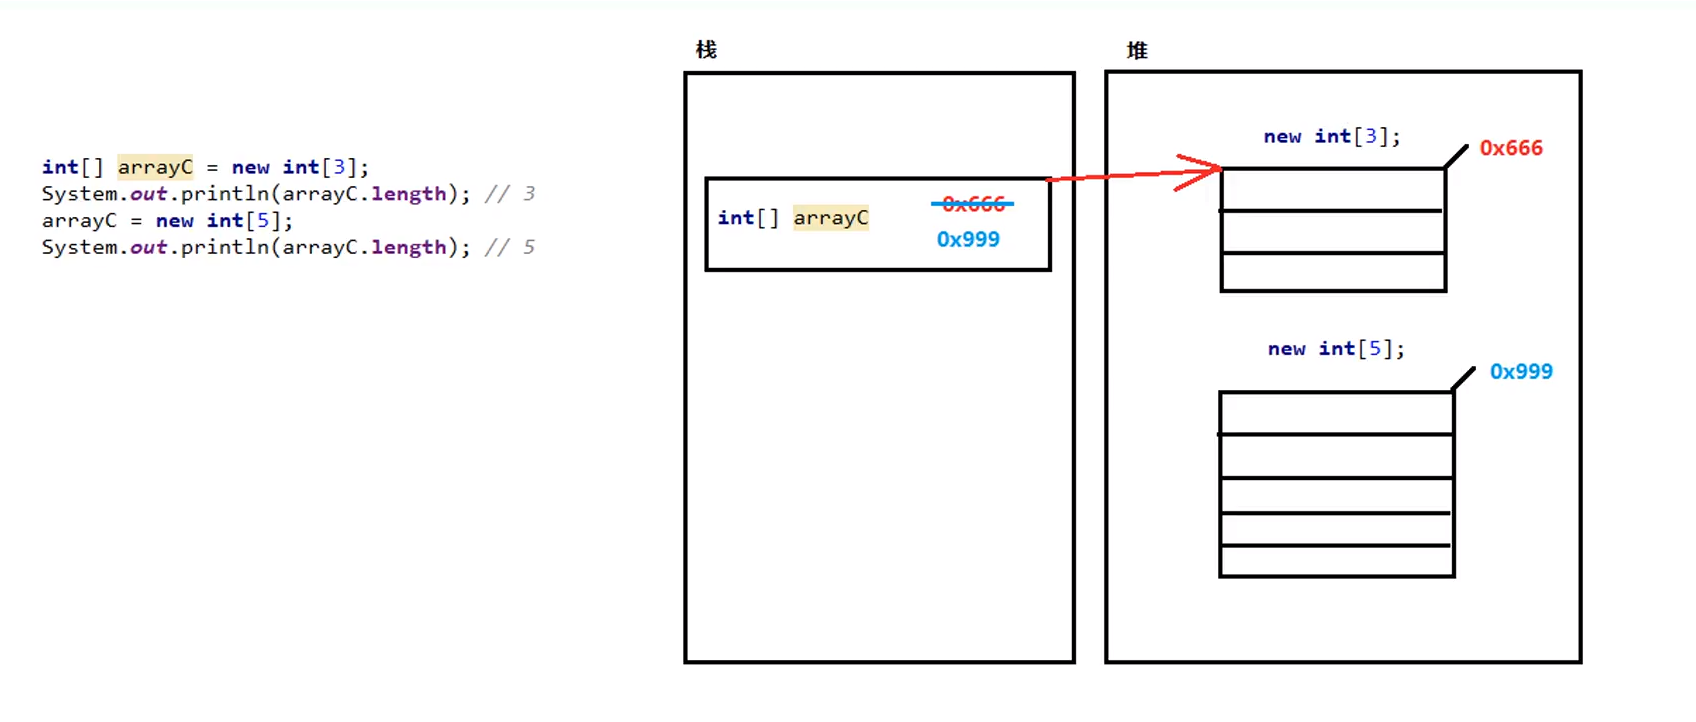 int[] arrayC = new int[3];
System.out.println(arrayC.length); // 3
arrayC = new int[5];
System.out.println(arrayC.length); // 5
栈
int[] arrayC
0x666
0x999
堆
new int[3];
0x666
new int[5];
0x999